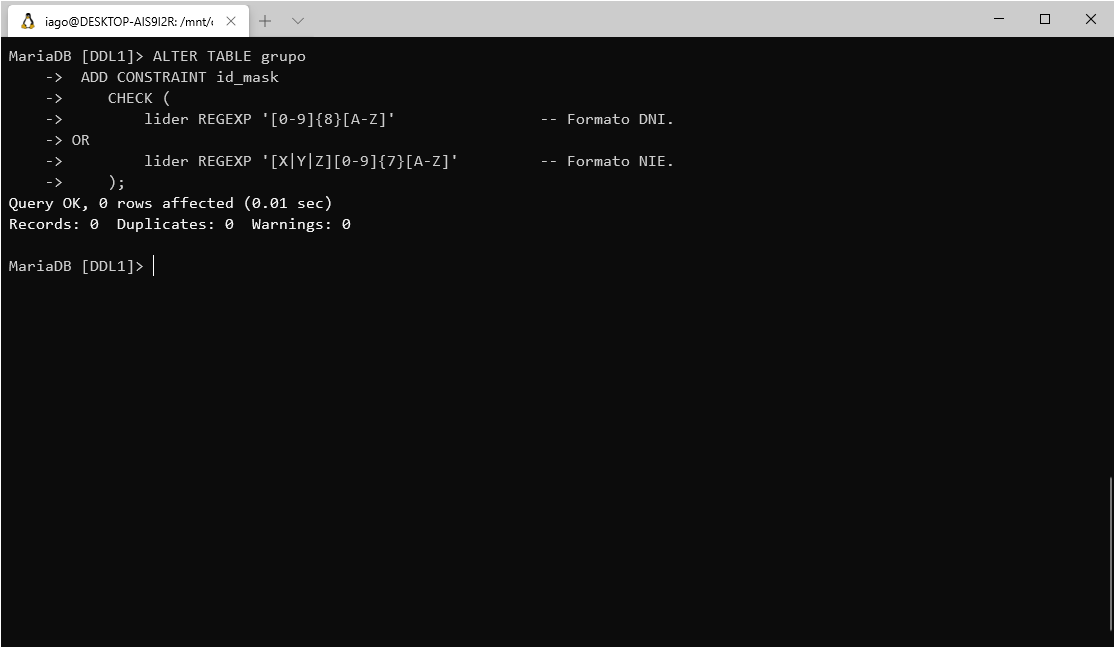 iago@DESKTOP-AIS9I2R: /mnt/
MariaDB [DDL1]> ALTER TABLE grupo
    ->  ADD CONSTRAINT id_mask
    ->     CHECK (
    ->         lider REGEXP '[0-9]{8}[A-Z]'                -- Formato DNI.
    -> OR
    ->         lider REGEXP '[X|Y|Z][0-9]{7}[A-Z]'         -- Formato NIE.
    ->     );
Query OK, 0 rows affected (0.01 sec)
Records: 0  Duplicates: 0  Warnings: 0
MariaDB [DDL1]>